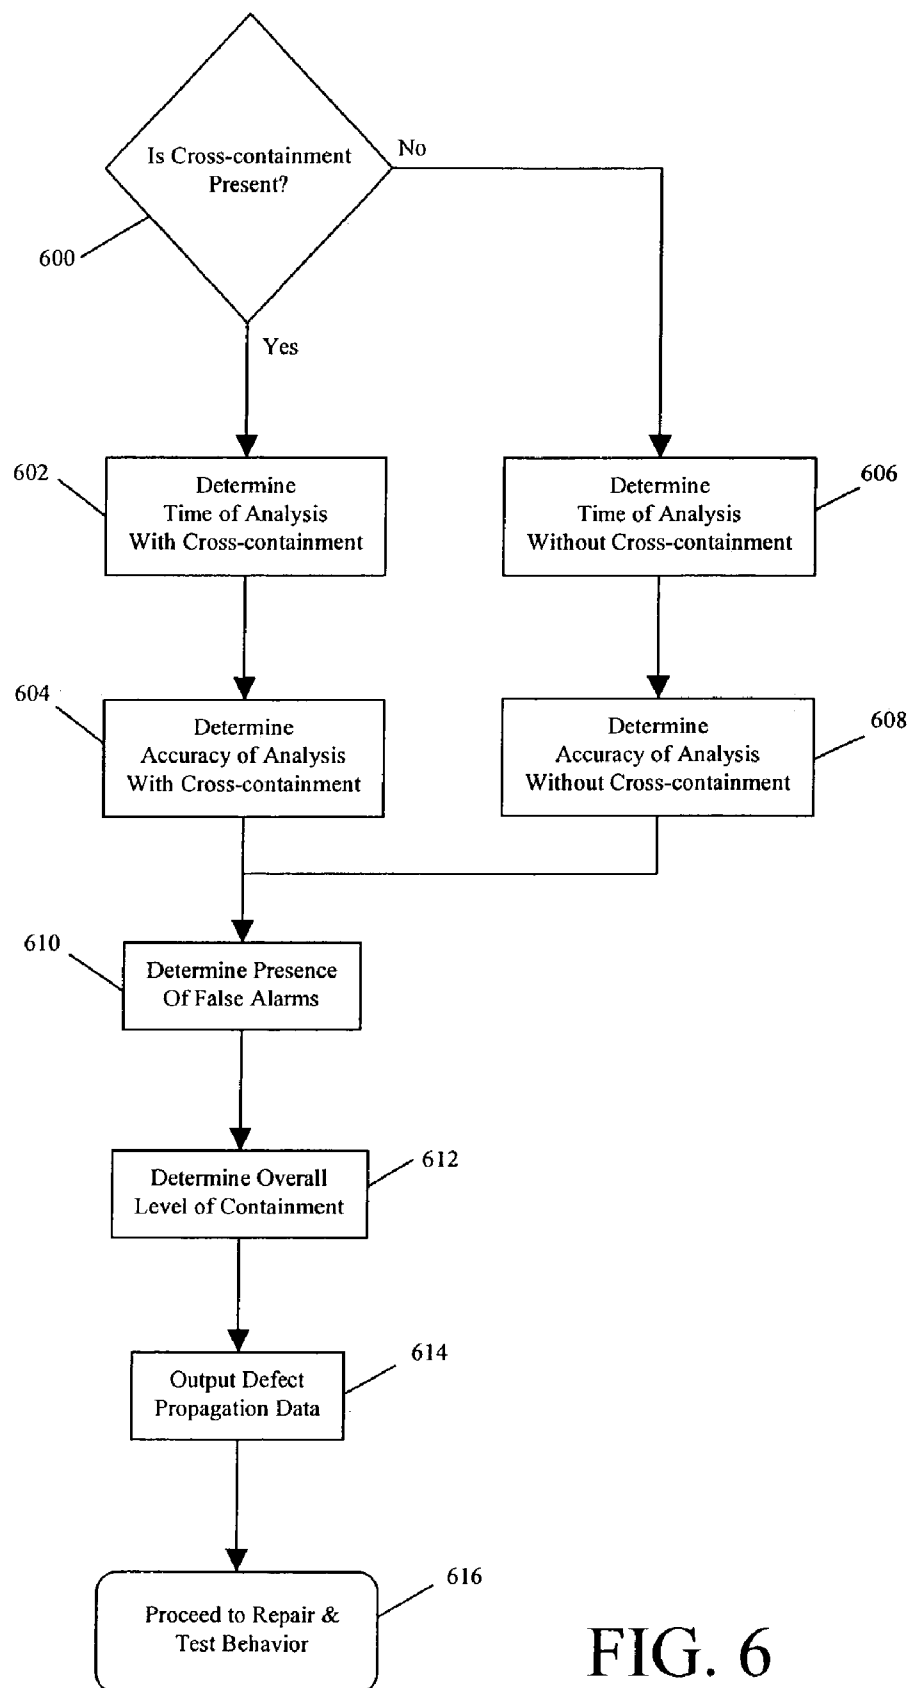 Is Cross-containment
Present?
No
600
Yes
602
Determine
Time of Analysis
With Cross-containment
606
Determine
Time of Analysis
Without Cross-containment
604
Determine
Accuracy of Analysis
With Cross-containment
608
Determine
Accuracy of Analysis
Without Cross-containment
610
Determine Presence
Of False Alarms
612
Determine Overall
Level of Containment
614
Output Defect
Propagation Data
616
Proceed to Repair &
Test Behavior
FIG. 6